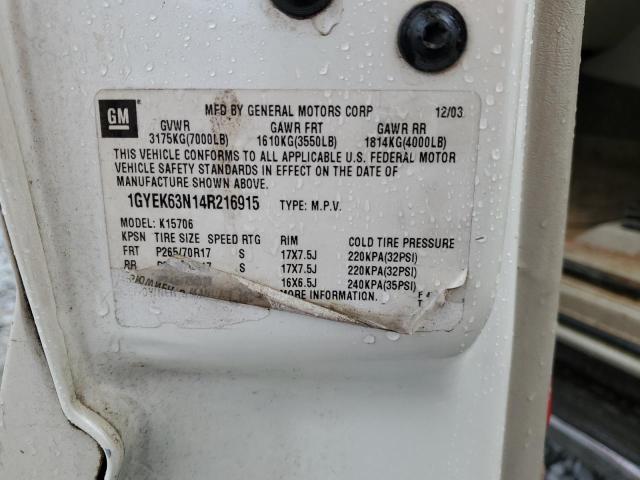 GM MFD BY GENERAL MOTORS CORP 12/03
GVWR GAWR FRT GAWR RR
3175KG(7000LB) 1610KG(3550LB) 1814KG(4000LB)
THIS VEHICLE CONFORMS TO ALL APPLICABLE U.S. FEDERAL MOTOR
VEHICLE SAFETY STANDARDS IN EFFECT ON THE DATE OF
MANUFACTURE SHOWN ABOVE.
1GYEK63N14R216915 TYPE: M.P.V.
MODEL: K15706
KPSN TIRE SIZE SPEED RTG RIM COLD TIRE PRESSURE
FRT P265/70R17 S 17X7.5J 220KPA(32PSI)
RR S 17X7.5J 220KPA(32PSI)
16X6.5J 240KPA(35PSI)
MORE INFORMATION.